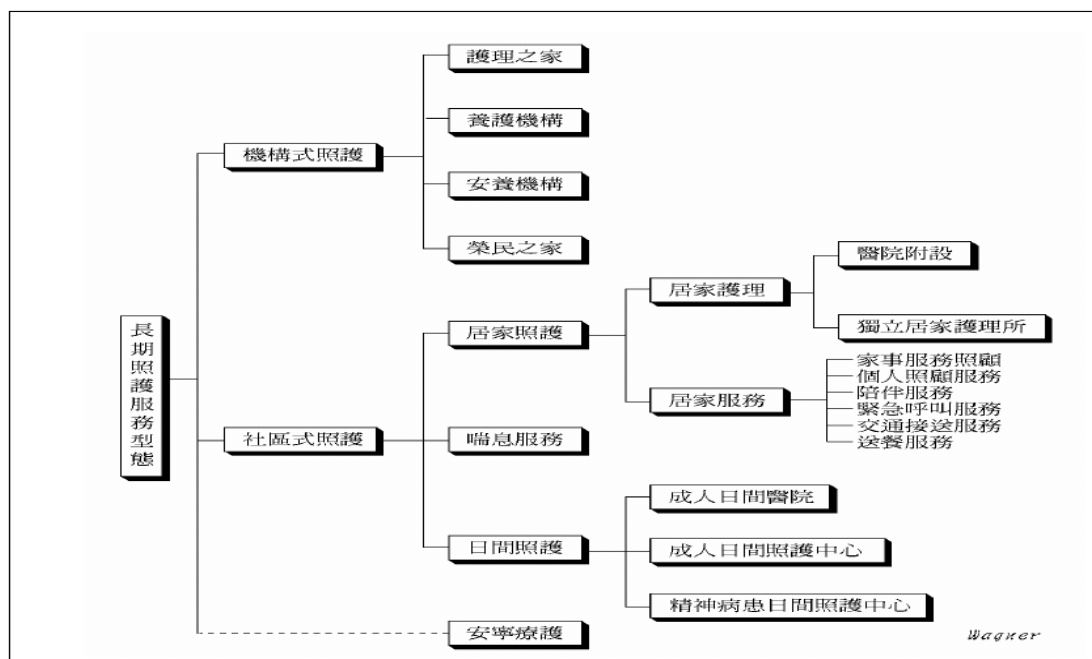 護理之家
養護機構
機構式照護
安養機構
榮民之家
醫院附設
居家護理
獨立居家護理所
長期照護服務型態
居家照護
家事服務照顧
個人照顧服務
陪伴服務
居家服務
緊急呼叫服務
交通接送服務
送餐服務
社區式照護
喘息服務
成人日間醫院
日間照護
成人日間照護中心
精神病患日間照護中心
安寧療護
Wagner